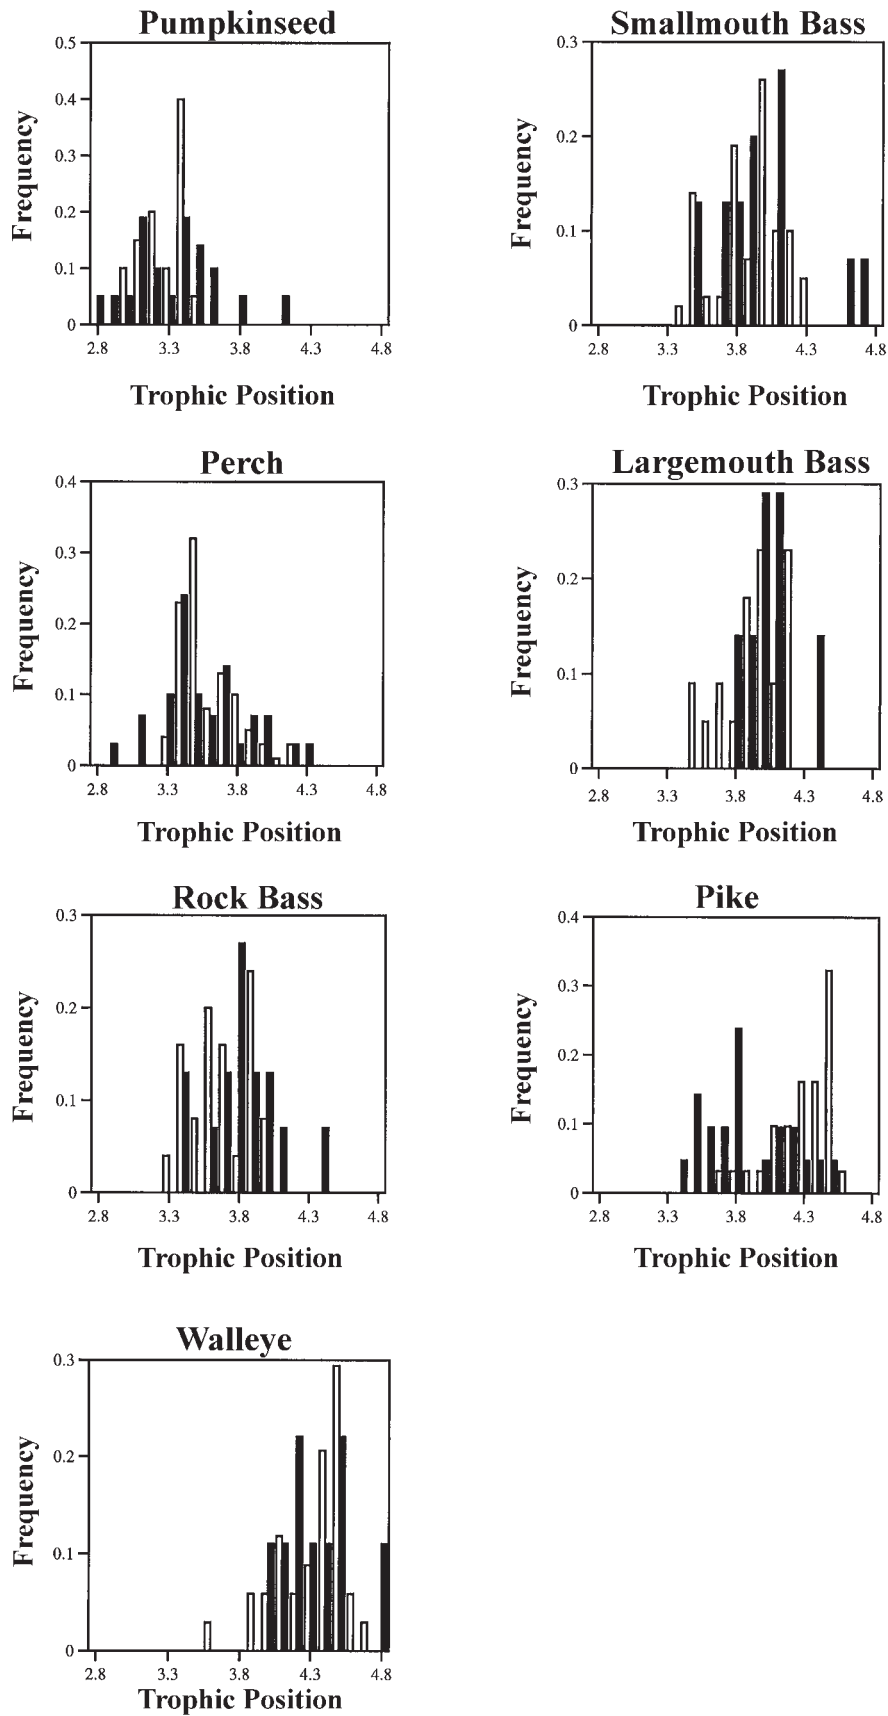 Pumpkinseed
Frequency
0.5
0.4
0.3
0.2
0.1
0
2.8 3.3 3.8 4.3 4.8
Trophic Position
Smallmouth Bass
Frequency
0.3
0.2
0.1
0
2.8 3.3 3.8 4.3 4.8
Trophic Position
Perch
Frequency
0.4
0.3
0.2
0.1
0
2.8 3.3 3.8 4.3 4.8
Trophic Position
Largemouth Bass
Frequency
0.3
0.2
0.1
0
2.8 3.3 3.8 4.3 4.8
Trophic Position
Rock Bass
Frequency
0.3
0.2
0.1
0
2.8 3.3 3.8 4.3 4.8
Trophic Position
Pike
Frequency
0.4
0.3
0.2
0.1
0
2.8 3.3 3.8 4.3 4.8
Trophic Position
Walleye
Frequency
0.3
0.2
0.1
0
2.8 3.3 3.8 4.3 4.8
Trophic Position